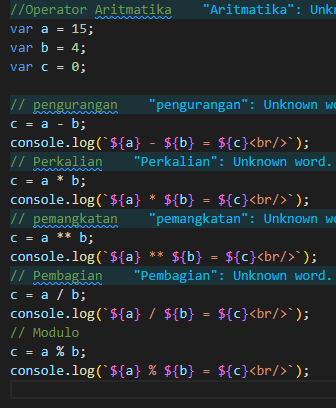 //Operator Aritmatika "Aritmatika": Unk
var a = 15;
var b = 4;
var c = 0;
// pengurangan "pengurangan": Unknown wo
c = a - b;
console.log(`${a} - ${b} = ${c}<br/>`);
// Perkalian "Perkalian": Unknown word.
c = a * b;
console.log(`${a} * ${b} = ${c}<br/>`);
// pemangkatan "pemangkatan": Unknown wo
c = a ** b;
console.log(`${a} ** ${b} = ${c}<br/>`);
// Pembagian "Pembagian": Unknown word.
c = a / b;
console.log(`${a} / ${b} = ${c}<br/>`);
// Modulo
c = a % b;
console.log(`${a} % ${b} = ${c}<br/>`);